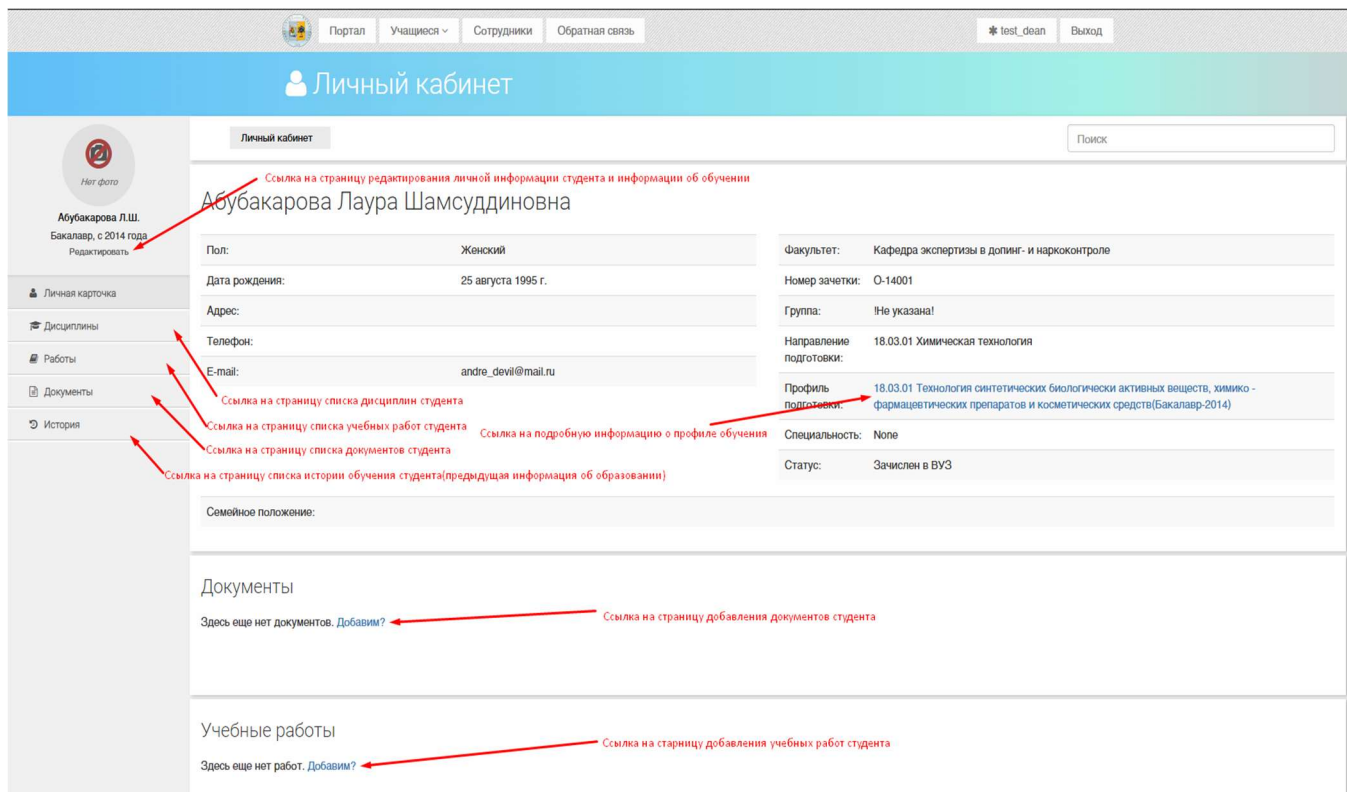 Портал Учащиеся Сотрудники Обратная связь test_dean Выход
Личный кабинет
Личный кабинет Поиск
Нет фото
Абубакарова Л.Ш.
Бакалавр, с 2014 года
Редактировать
Личная карточка
Дисциплины
Работы
Документы
История
Ссылка на страницу редактирования личной информации студента и информации об обучении
Абубакарова Лаура Шамсуддиновна
Пол: Женский
Дата рождения: 25 августа 1995 г.
Адрес:
Телефон:
E-mail: andre_devil@mail.ru
Факультет: Кафедра экспертизы в допинг- и наркоконтроле
Номер зачетки: О-14001
Группа: !Не указана!
Направление подготовки: 18.03.01 Химическая технология
Профиль 18.03.01 Технология синтетических биологически активных веществ, химико -
подготовки: фармацевтических препаратов и косметических средств(Бакалавр-2014)
Специальность: None
Статус: Зачислен в ВУЗ
Ссылка на страницу списка дисциплин студента
Ссылка на страницу списка учебных работ студента
Ссылка на подробную информацию о профиле обучения
Ссылка на страницу списка документов студента
Ссылка на страницу списка истории обучения студента(предыдущая информация об образовании)
Семейное положение:
Документы
Здесь еще нет документов. Добавим?
Ссылка на страницу добавления документов студента
Учебные работы
Ссылка на старницу добавления учебных работ студента
Здесь еще нет работ. Добавим?